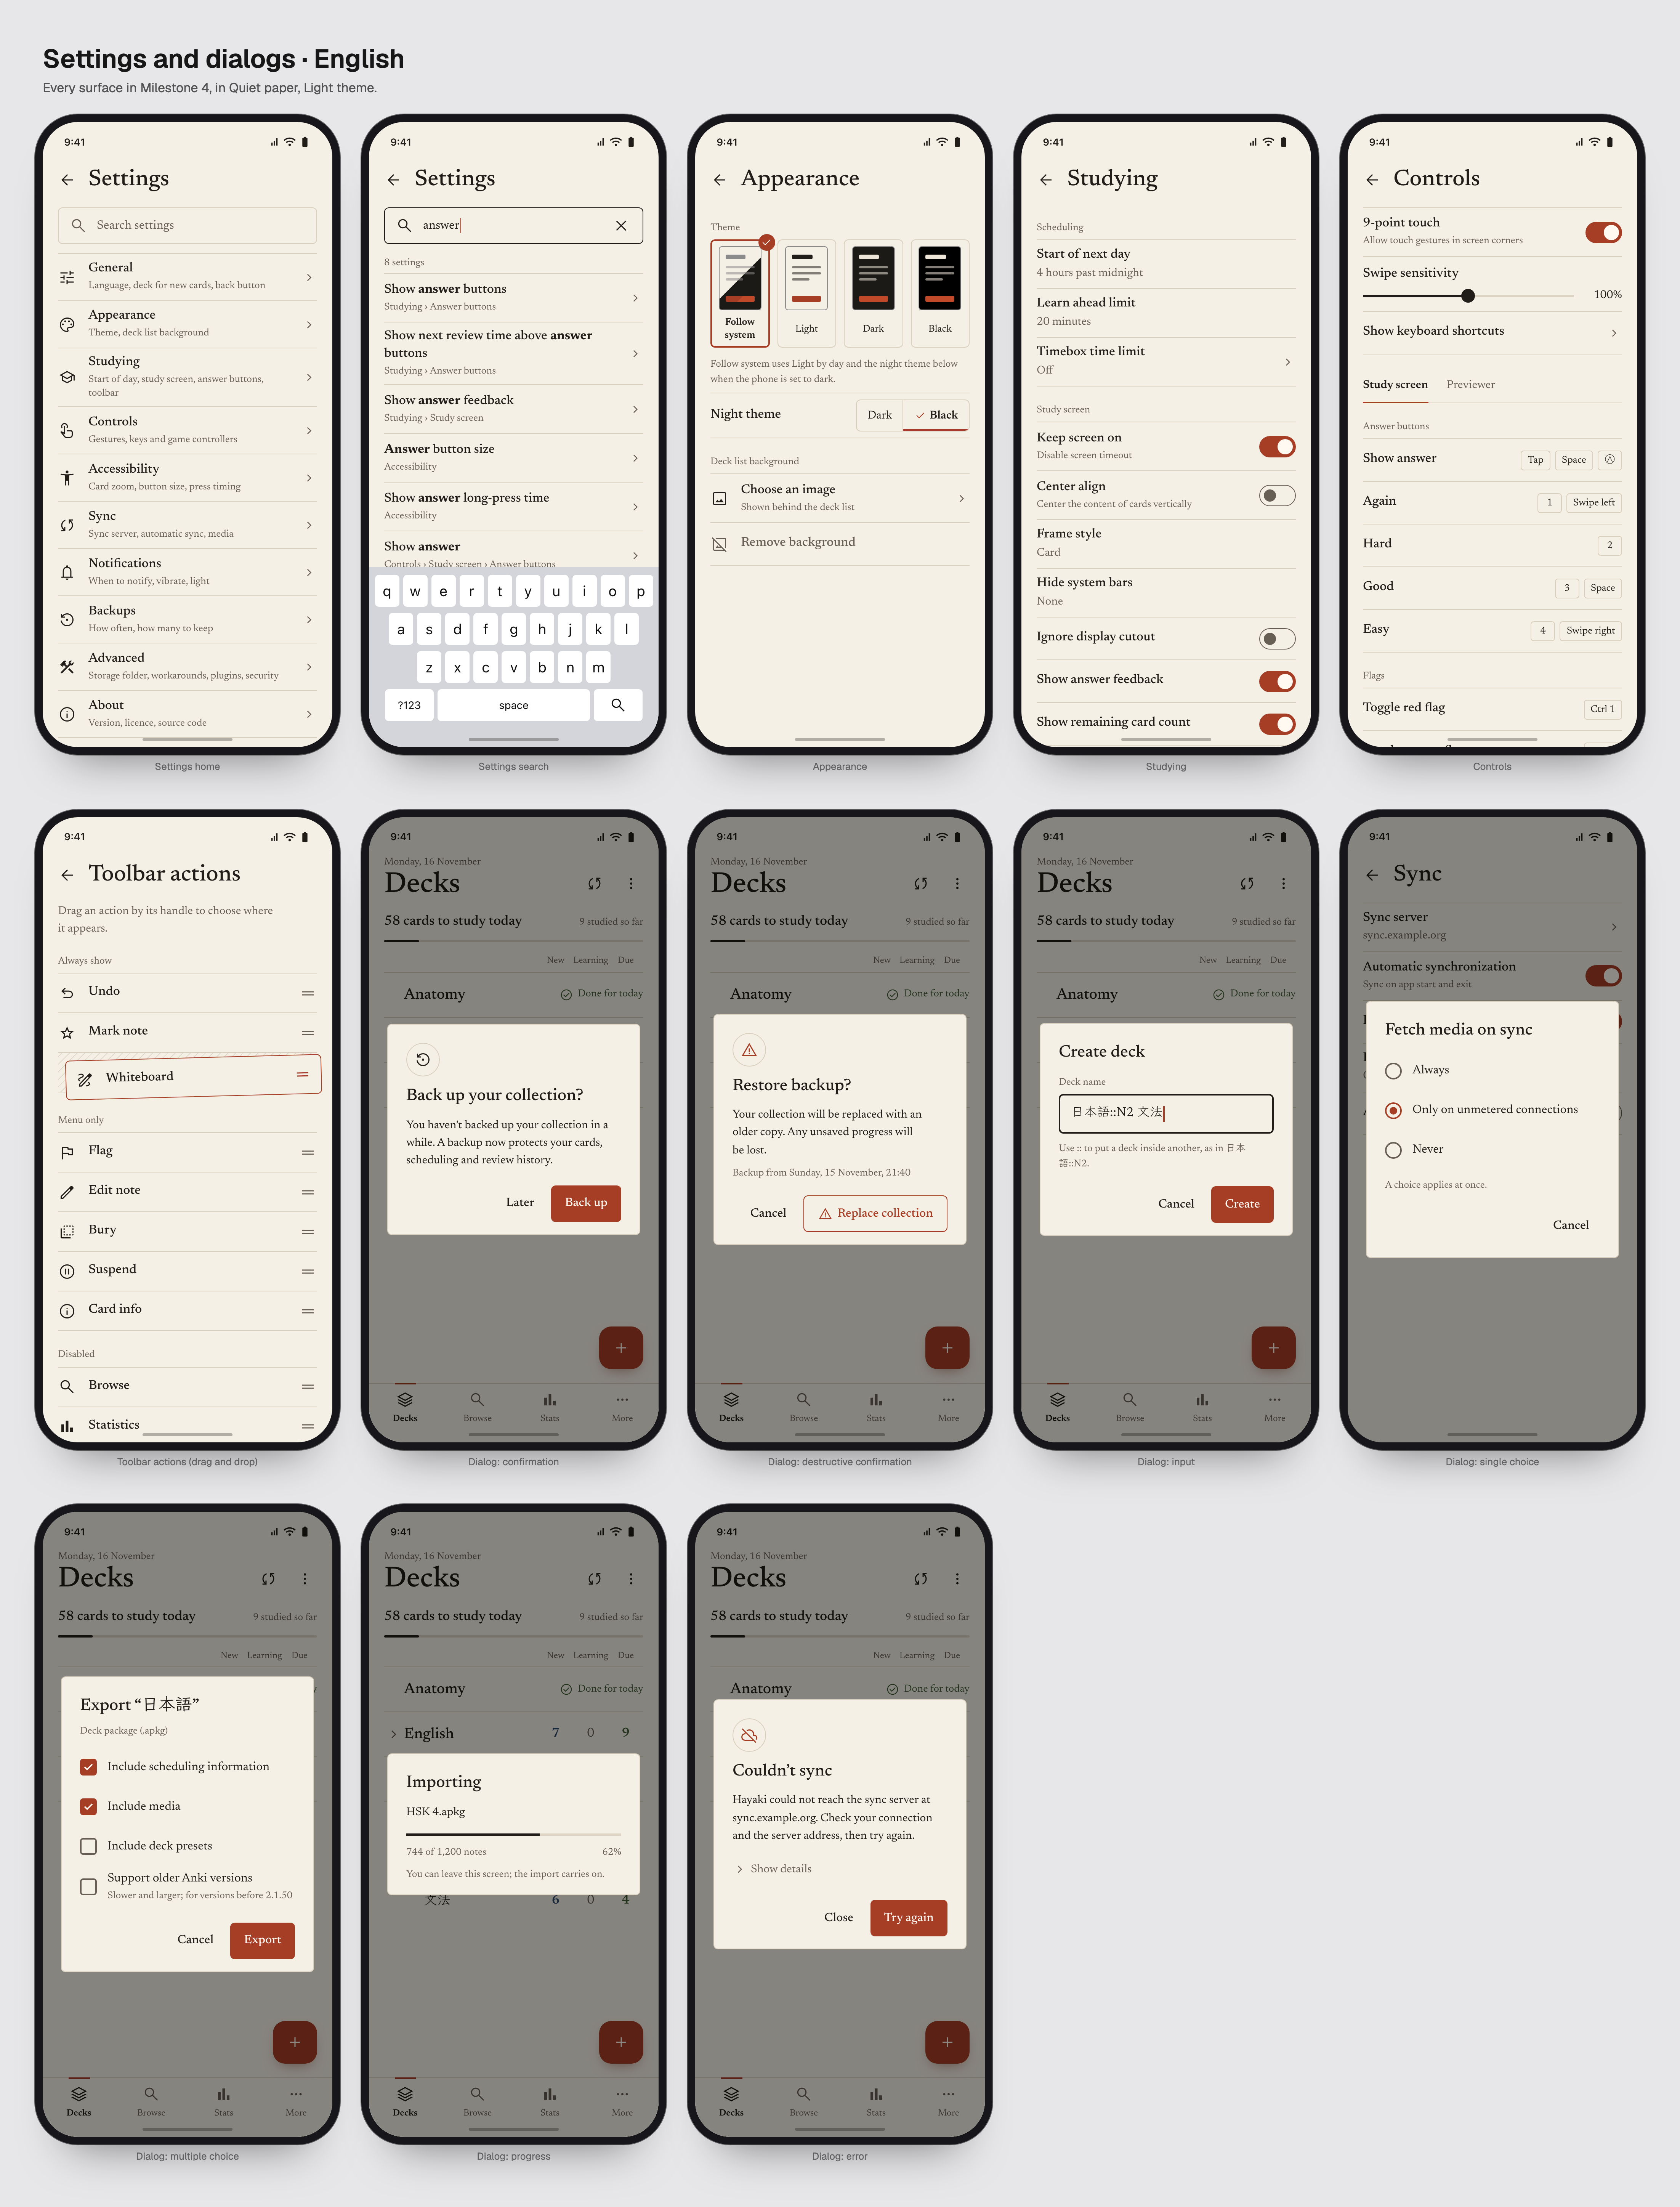 Settings and dialogs · English
Every surface in Milestone 4, in Quiet paper, Light theme.
9:41
Settings
Search settings
General
Language, deck for new cards, back button
Appearance
Theme, deck list background
Studying
Start of day, study screen, answer buttons,
toolbar
Controls
Gestures, keys and game controllers
Accessibility
Card zoom, button size, press timing
Sync
Sync server, automatic sync, media
Notifications
When to notify, vibrate, light
Backups
How often, how many to keep
Advanced
Storage folder, workarounds, plugins, security
About
Version, licence, source code
Settings home
9:41
Settings
answer
8 settings
Show answer buttons
Studying › Answer buttons
Show next review time above answer
buttons
Studying › Answer buttons
Show answer feedback
Studying › Study screen
Answer button size
Accessibility
Show answer long-press time
Accessibility
Show answer
Controls › Study screen › Answer buttons
q w e r t y u i o p
a s d f g h j k l
z x c v b n m
?123 space
Settings search
9:41
Appearance
Theme
Follow
system
Light
Dark
Black
Follow system uses Light by day and the night theme below
when the phone is set to dark.
Night theme
Dark
Black
Deck list background
Choose an image
Shown behind the deck list
Remove background
Appearance
9:41
Studying
Scheduling
Start of next day
4 hours past midnight
Learn ahead limit
20 minutes
Timebox time limit
Off
Study screen
Keep screen on
Disable screen timeout
Center align
Center the content of cards vertically
Frame style
Card
Hide system bars
None
Ignore display cutout
Show answer feedback
Show remaining card count
Studying
9:41
Controls
9-point touch
Allow touch gestures in screen corners
Swipe sensitivity
100%
Show keyboard shortcuts
Study screen Previewer
Answer buttons
Show answer Tap Space A
Again 1 Swipe left
Hard 2
Good 3 Space
Easy 4 Swipe right
Flags
Toggle red flag Ctrl 1
Controls
9:41
Toolbar actions
Drag an action by its handle to choose where
it appears.
Always show
Undo
Mark note
Whiteboard
Menu only
Flag
Edit note
Bury
Suspend
Card info
Disabled
Browse
Statistics
Toolbar actions (drag and drop)
9:41
Monday, 16 November
Decks
58 cards to study today 9 studied so far
New Learning Due
Anatomy Done for today
Back up your collection?
You haven’t backed up your collection in a
while. A backup now protects your cards,
scheduling and review history.
Later Back up
Decks Browse Stats More
Dialog: confirmation
9:41
Monday, 16 November
Decks
58 cards to study today 9 studied so far
New Learning Due
Anatomy Done for today
Restore backup?
Your collection will be replaced with an
older copy. Any unsaved progress will
be lost.
Backup from Sunday, 15 November, 21:40
Cancel Replace collection
Decks Browse Stats More
Dialog: destructive confirmation
9:41
Monday, 16 November
Decks
58 cards to study today 9 studied so far
New Learning Due
Anatomy Done for today
Create deck
Deck name
日本語::N2 文法
Use :: to put a deck inside another, as in 日本
語::N2.
Cancel Create
Decks Browse Stats More
Dialog: input
9:41
Sync
Sync server
sync.example.org
Automatic synchronization
Sync on app start and exit
Fetch media on sync
Always
Only on unmetered connections
Never
A choice applies at once.
Cancel
Dialog: single choice
9:41
Monday, 16 November
Decks
58 cards to study today 9 studied so far
New Learning Due
Export “日本語”
Deck package (.apkg)
Include scheduling information
Include media
Include deck presets
Support older Anki versions
Slower and larger; for versions before 2.1.50
Cancel Export
Decks Browse Stats More
Dialog: multiple choice
9:41
Monday, 16 November
Decks
58 cards to study today 9 studied so far
New Learning Due
Anatomy Done for today
English 7 0 9
Importing
HSK 4.apkg
744 of 1,200 notes 62%
You can leave this screen; the import carries on.
文法 6 0 4
Decks Browse Stats More
Dialog: progress
9:41
Monday, 16 November
Decks
58 cards to study today 9 studied so far
New Learning Due
Anatomy Done for today
Couldn’t sync
Hayaki could not reach the sync server at
sync.example.org. Check your connection
and the server address, then try again.
Show details
Close Try again
Decks Browse Stats More
Dialog: error